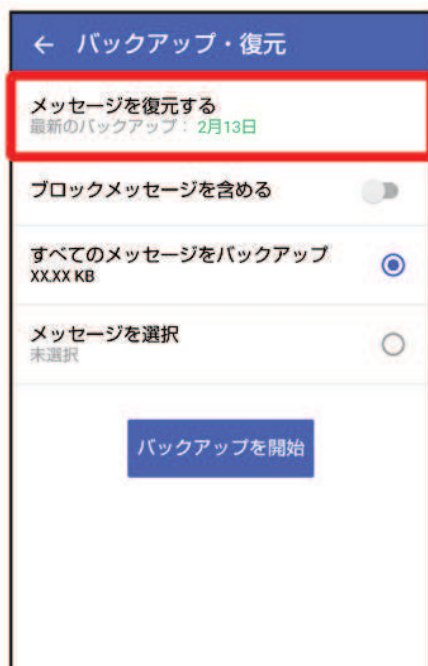 ← バックアップ・復元
メッセージを復元する
最新のバックアップ： 2月13日
ブロックメッセージを含める
すべてのメッセージをバックアップ
XX.XX KB
メッセージを選択
未選択
バックアップを開始